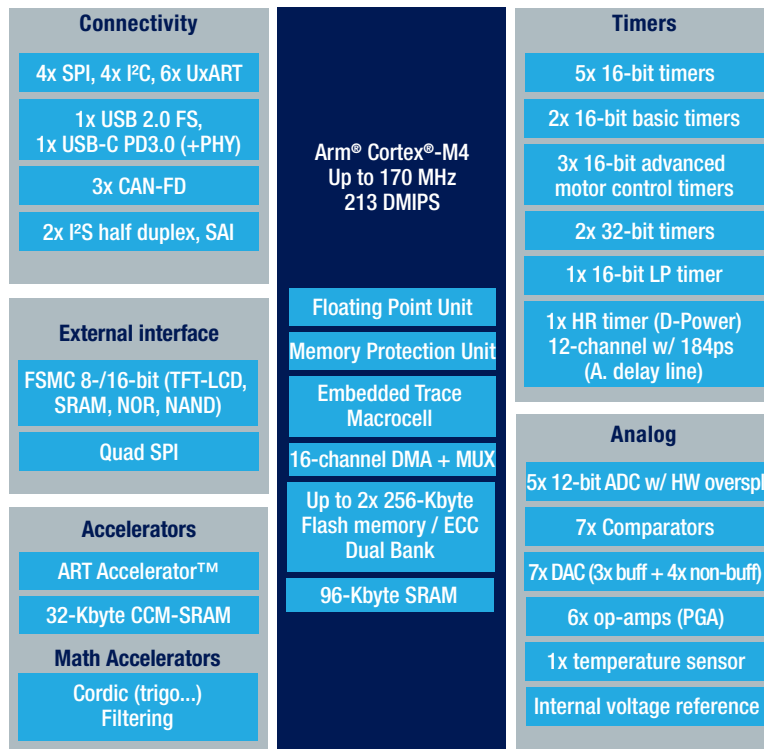 Connectivity
4x SPI, 4x I²C, 6x UxART
1x USB 2.0 FS,
1x USB-C PD3.0 (+PHY)
3x CAN-FD
2x I²S half duplex, SAI
External interface
FSMC 8-/16-bit (TFT-LCD,
SRAM, NOR, NAND)
Quad SPI
Accelerators
ART Accelerator™
32-Kbyte CCM-SRAM
Math Accelerators
Cordic (trigo...)
Filtering
Arm® Cortex®-M4
Up to 170 MHz
213 DMIPS
Floating Point Unit
Memory Protection Unit
Embedded Trace
Macrocell
16-channel DMA + MUX
Up to 2x 256-Kbyte
Flash memory / ECC
Dual Bank
96-Kbyte SRAM
Timers
5x 16-bit timers
2x 16-bit basic timers
3x 16-bit advanced
motor control timers
2x 32-bit timers
1x 16-bit LP timer
1x HR timer (D-Power)
12-channel w/ 184ps
(A. delay line)
Analog
5x 12-bit ADC w/ HW overspl
7x Comparators
7x DAC (3x buff + 4x non-buff)
6x op-amps (PGA)
1x temperature sensor
Internal voltage reference